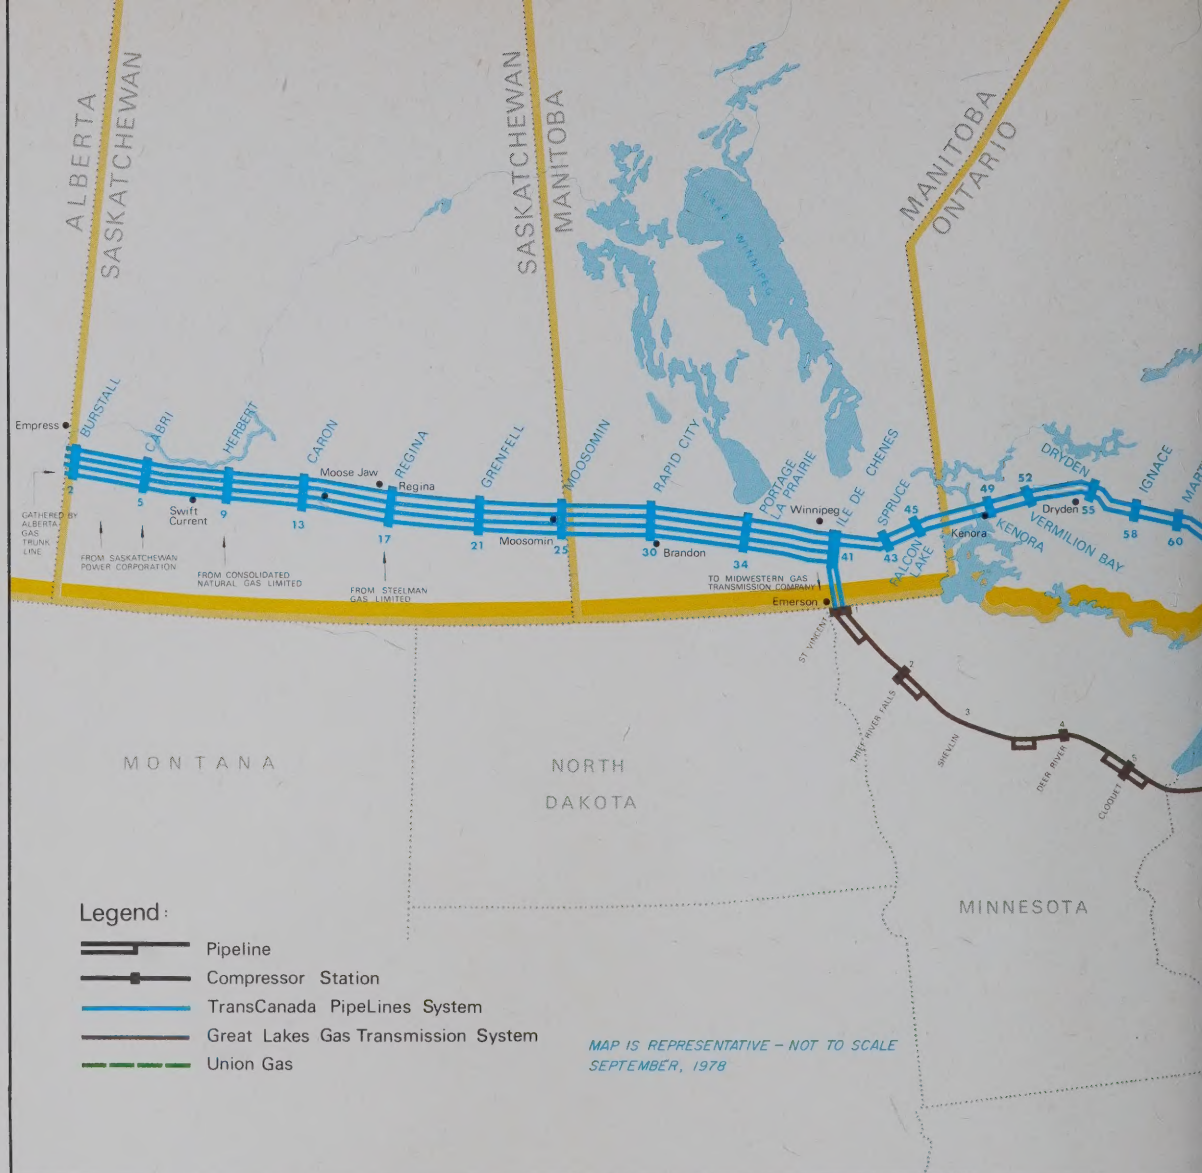 ALBERTA
SASKATCHEWAN
SASKATCHEWAN
MANITOBA
MANITOBA
ONTARIO
LAKE WINNIPEG
Empress
BURSTALL
CABRI
HERBERT
CARON
REGINA
GRENFELL
MOOSOMIN
RAPID CITY
PORTAGE
LA PRAIRIE
ILE DE CHENES
SPRUCE
FALCON
LAKE
KENORA
VERMILION BAY
DRYDEN
IGNACE
Moose Jaw
Regina
Swift
Current
Moosomin
Brandon
Winnipeg
Kenora
Dryden
Emerson
2
5
9
13
17
21
25
30
34
41
43
45
49
52
55
58
60
GATHERED BY
ALBERTA
GAS
TRUNK
LINE
FROM SASKATCHEWAN
POWER CORPORATION
FROM CONSOLIDATED
NATURAL GAS LIMITED
FROM STEELMAN
GAS LIMITED
TO MIDWESTERN GAS
TRANSMISSION COMPANY
ST VINCENT
2
THIEF RIVER FALLS
3
SHEVLIN
4
DEER RIVER
5
CLOQUET
MONTANA
NORTH
DAKOTA
MINNESOTA
Legend:
Pipeline
Compressor Station
TransCanada PipeLines System
Great Lakes Gas Transmission System
Union Gas
MAP IS REPRESENTATIVE – NOT TO SCALE
SEPTEMBER, 1978